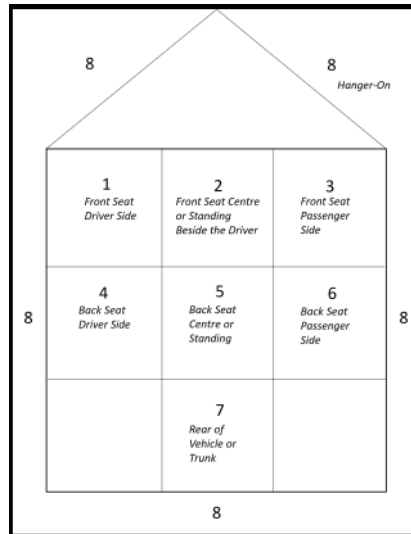 8
8
Hanger-On
1
Front Seat
Driver Side
2
Front Seat Centre
or Standing
Beside the Driver
3
Front Seat
Passenger
Side
4
Back Seat
Driver Side
5
Back Seat
Centre or
Standing
6
Back Seat
Passenger
Side
8
8
7
Rear of
Vehicle or
Trunk
8